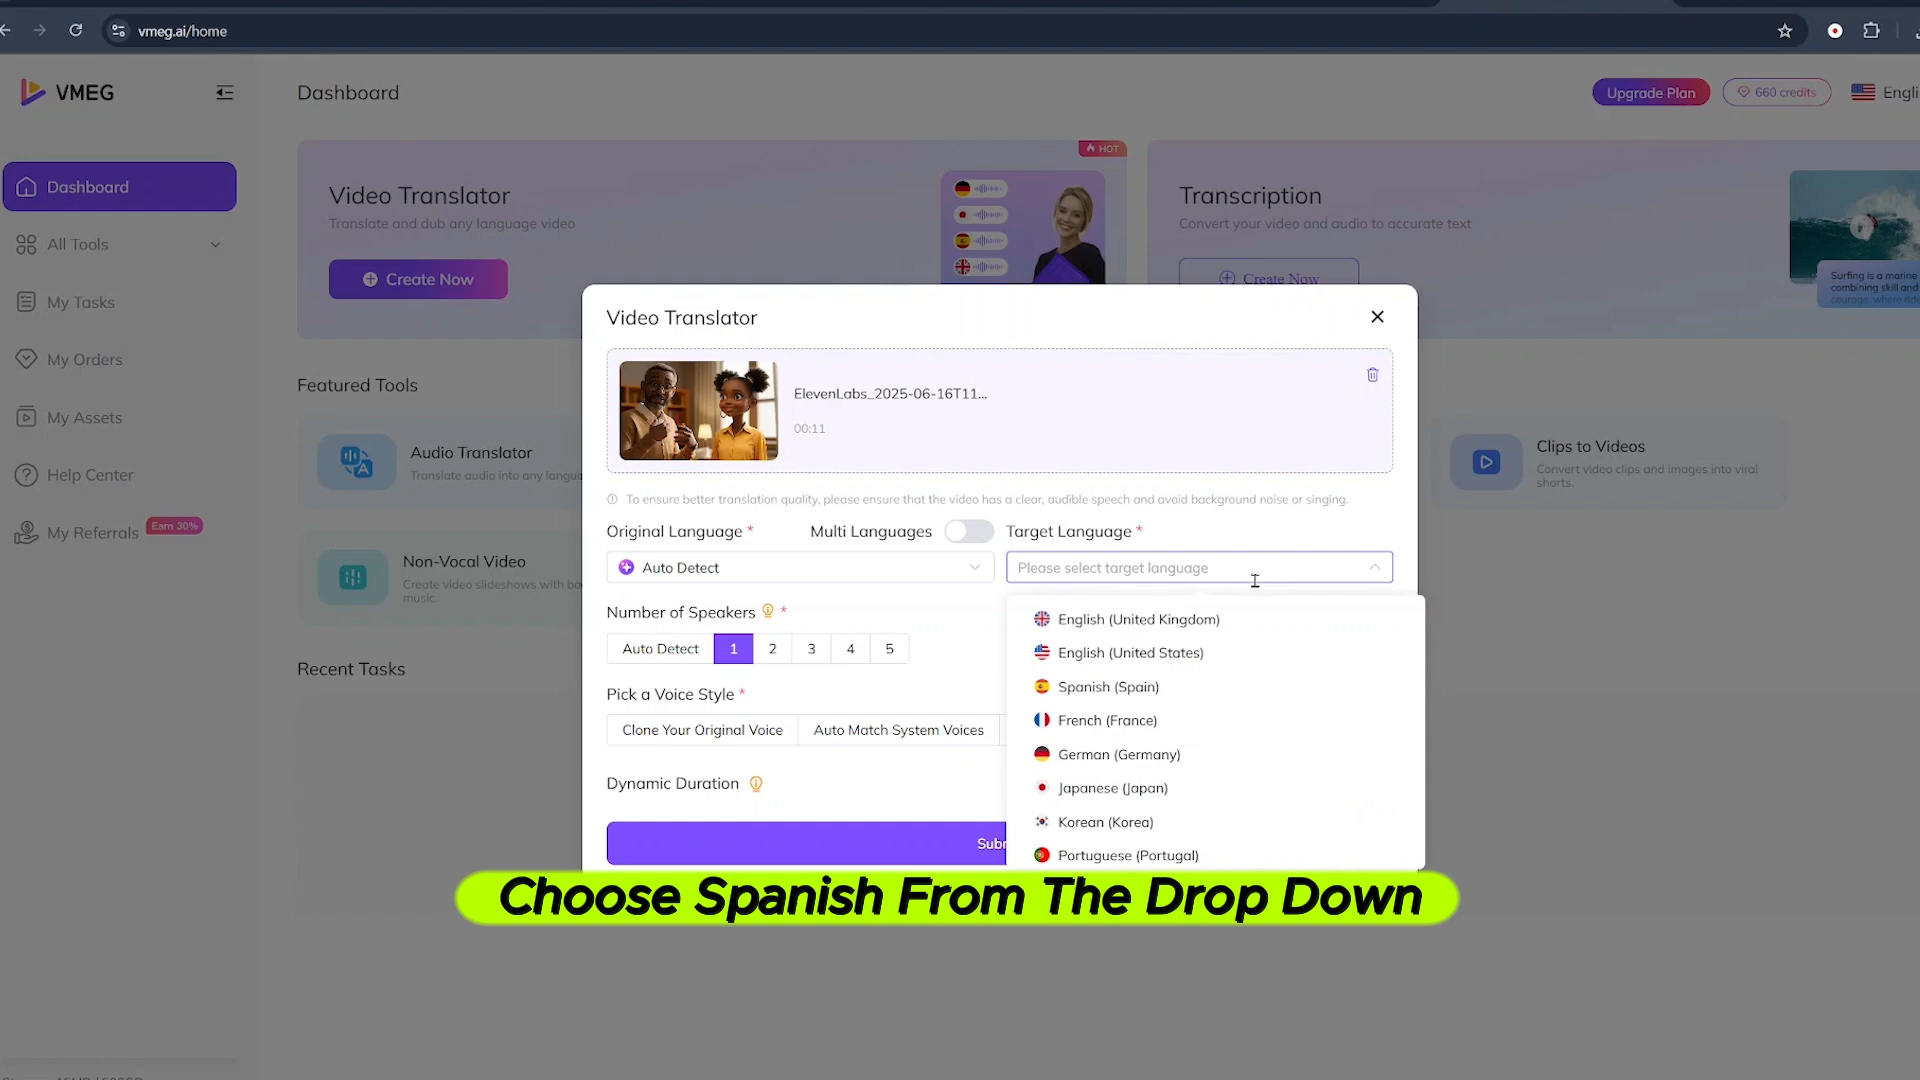 vmeg.ai/home
VMEG
Dashboard
Upgrade Plan
660 credits
Dashboard
All Tools
My Tasks
My Orders
My Assets
Help Center
My Referrals
Earn 30%
HOT
Video Translator
Translate and dub any language video
Create Now
Transcription
Convert your video and audio to accurate text
Create Now
Surfing is a marine
combining skill and
courage, where
Featured Tools
Audio Translator
Translate audio into any
Non-Vocal Video
Create video slideshows with
music.
Clips to Videos
Convert video clips and images into viral
shorts.
Recent Tasks
Video Translator
ElevenLabs_2025-06-16T11...
00:11
To ensure better translation quality, please ensure that the video has a clear, audible speech and avoid background noise or singing.
Original Language *
Multi Languages
Target Language *
Auto Detect
Please select target language
Number of Speakers *
Auto Detect 1 2 3 4 5
Pick a Voice Style *
Clone Your Original Voice
Auto Match System Voices
Dynamic Duration
English (United Kingdom)
English (United States)
Spanish (Spain)
French (France)
German (Germany)
Japanese (Japan)
Korean (Korea)
Portuguese (Portugal)
Choose Spanish From The Drop Down